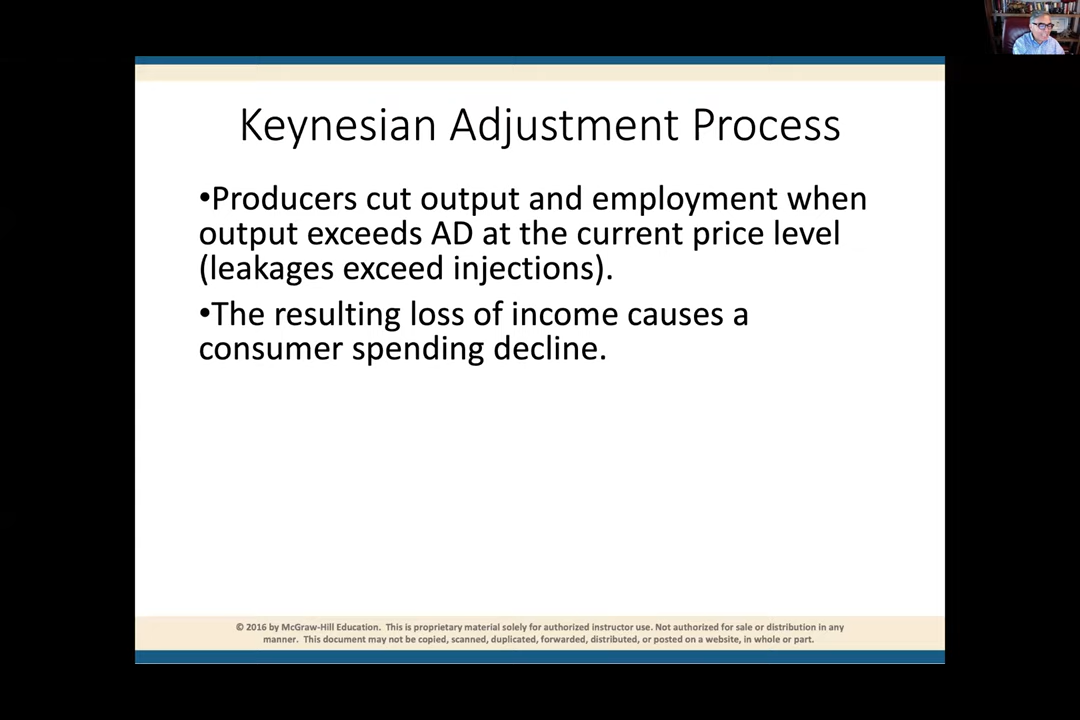 Keynesian Adjustment Process
•Producers cut output and employment when
output exceeds AD at the current price level
(leakages exceed injections).
•The resulting loss of income causes a
consumer spending decline.
© 2016 by McGraw-Hill Education. This is proprietary material solely for authorized instructor use. Not authorized for sale or distribution in any
manner. This document may not be copied, scanned, duplicated, forwarded, distributed, or posted on a website, in whole or part.